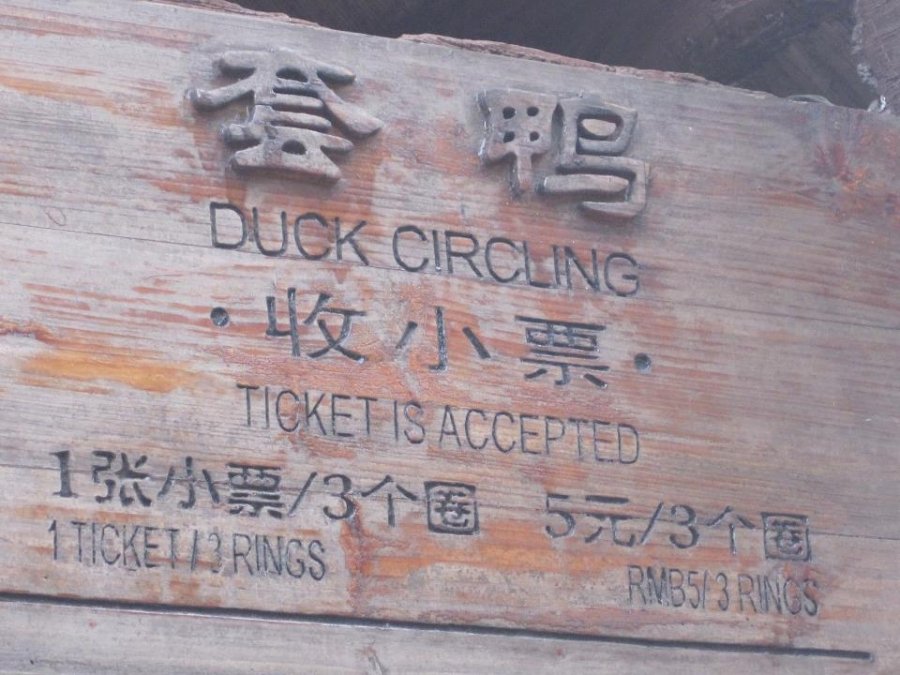 套鸭
DUCK CIRCLING
·收小票·
TICKET IS ACCEPTED
1张小票/3个圈 5元/3个圈
1 TICKET/3 RINGS RMB5/3 RINGS